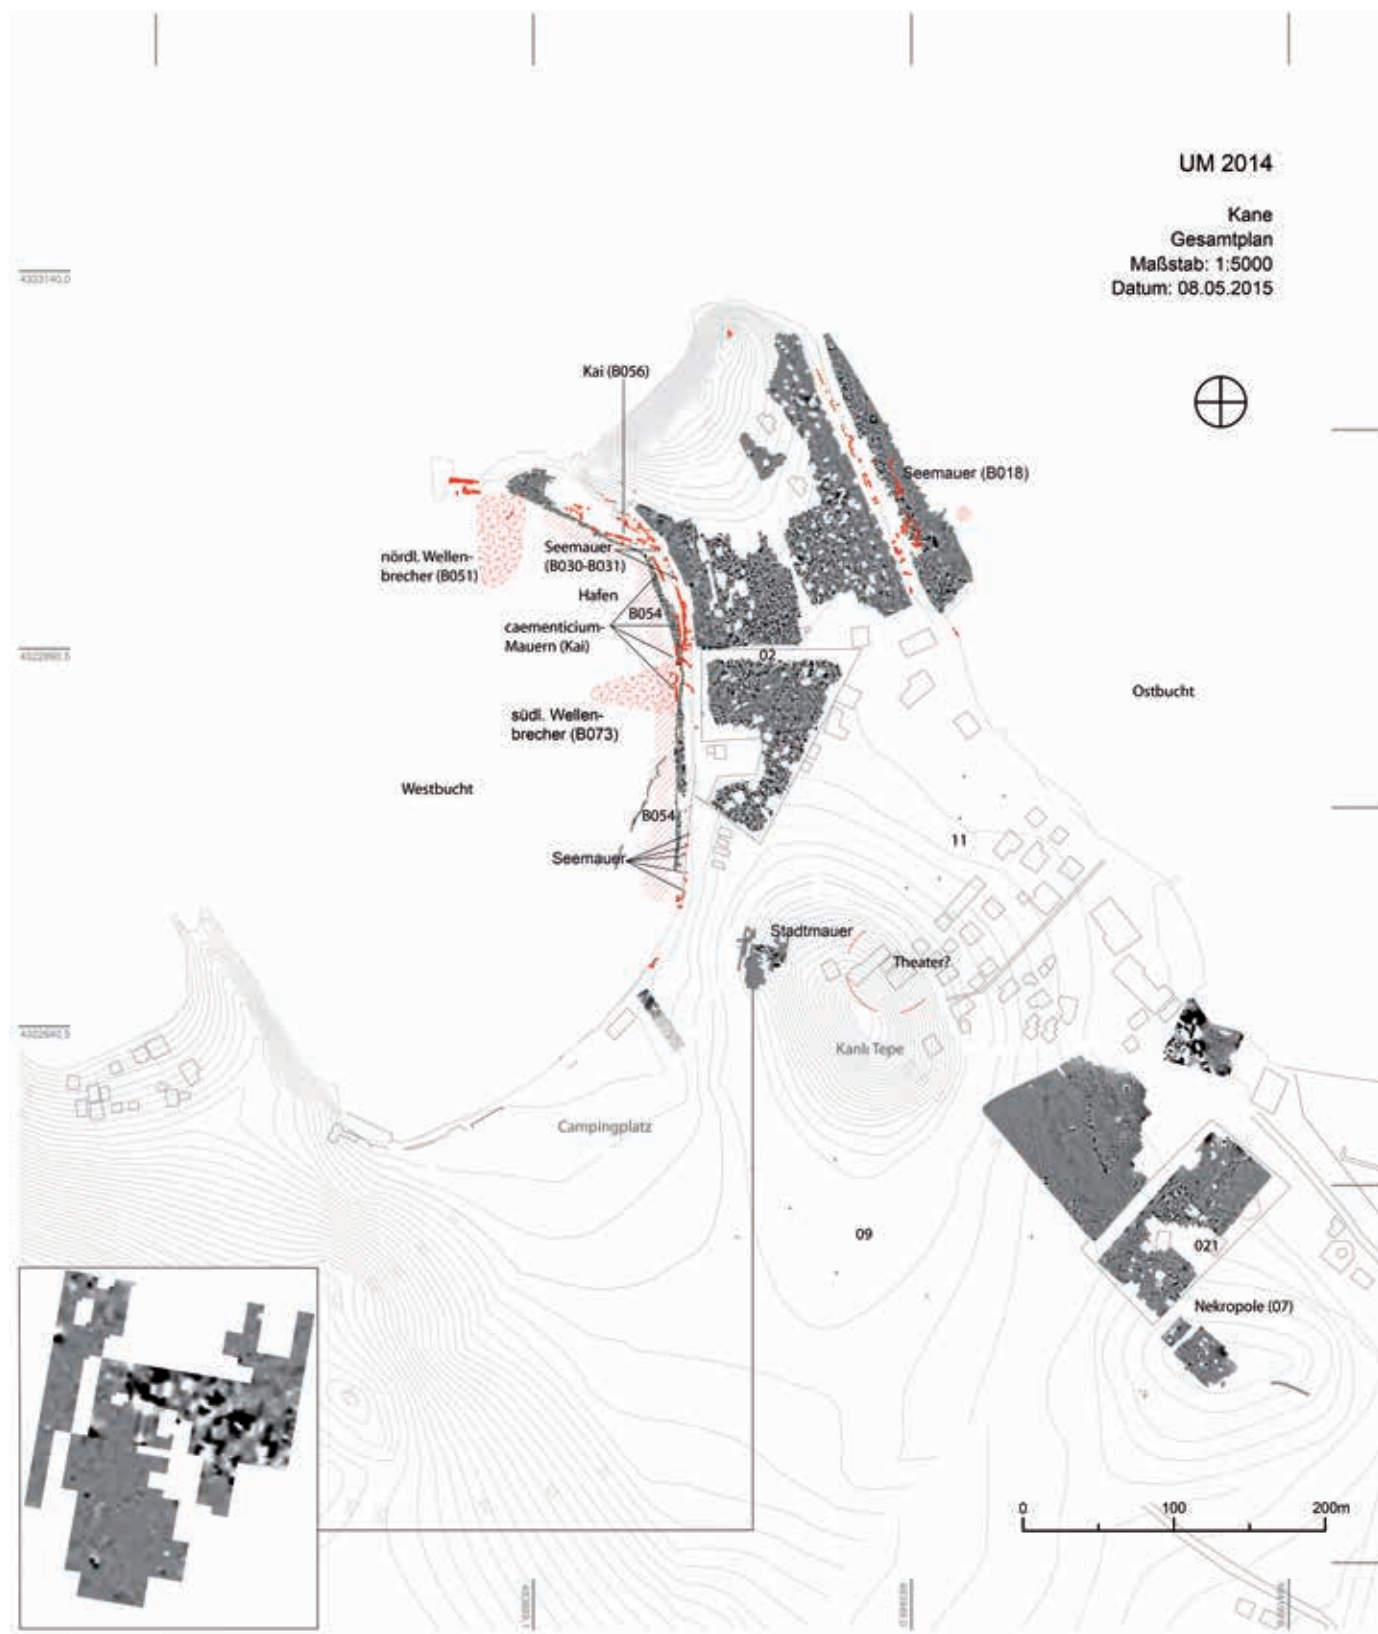 UM 2014
Kane
Gesamtplan
Maßstab: 1:5000
Datum: 08.05.2015
Kai (B056)
Seemauer (B018)
nördl. Wellen-
brecher (B051)
Seemauer
(B030-B031)
Hafen
B054
caementicium-
Mauern (Kai)
02
südl. Wellen-
brecher (B073)
Ostbucht
Westbucht
B054
11
Seemauer
Stadtmauer
Theater?
Kanlı Tepe
Campingplatz
09
021
Nekropole (07)
0 100 200m